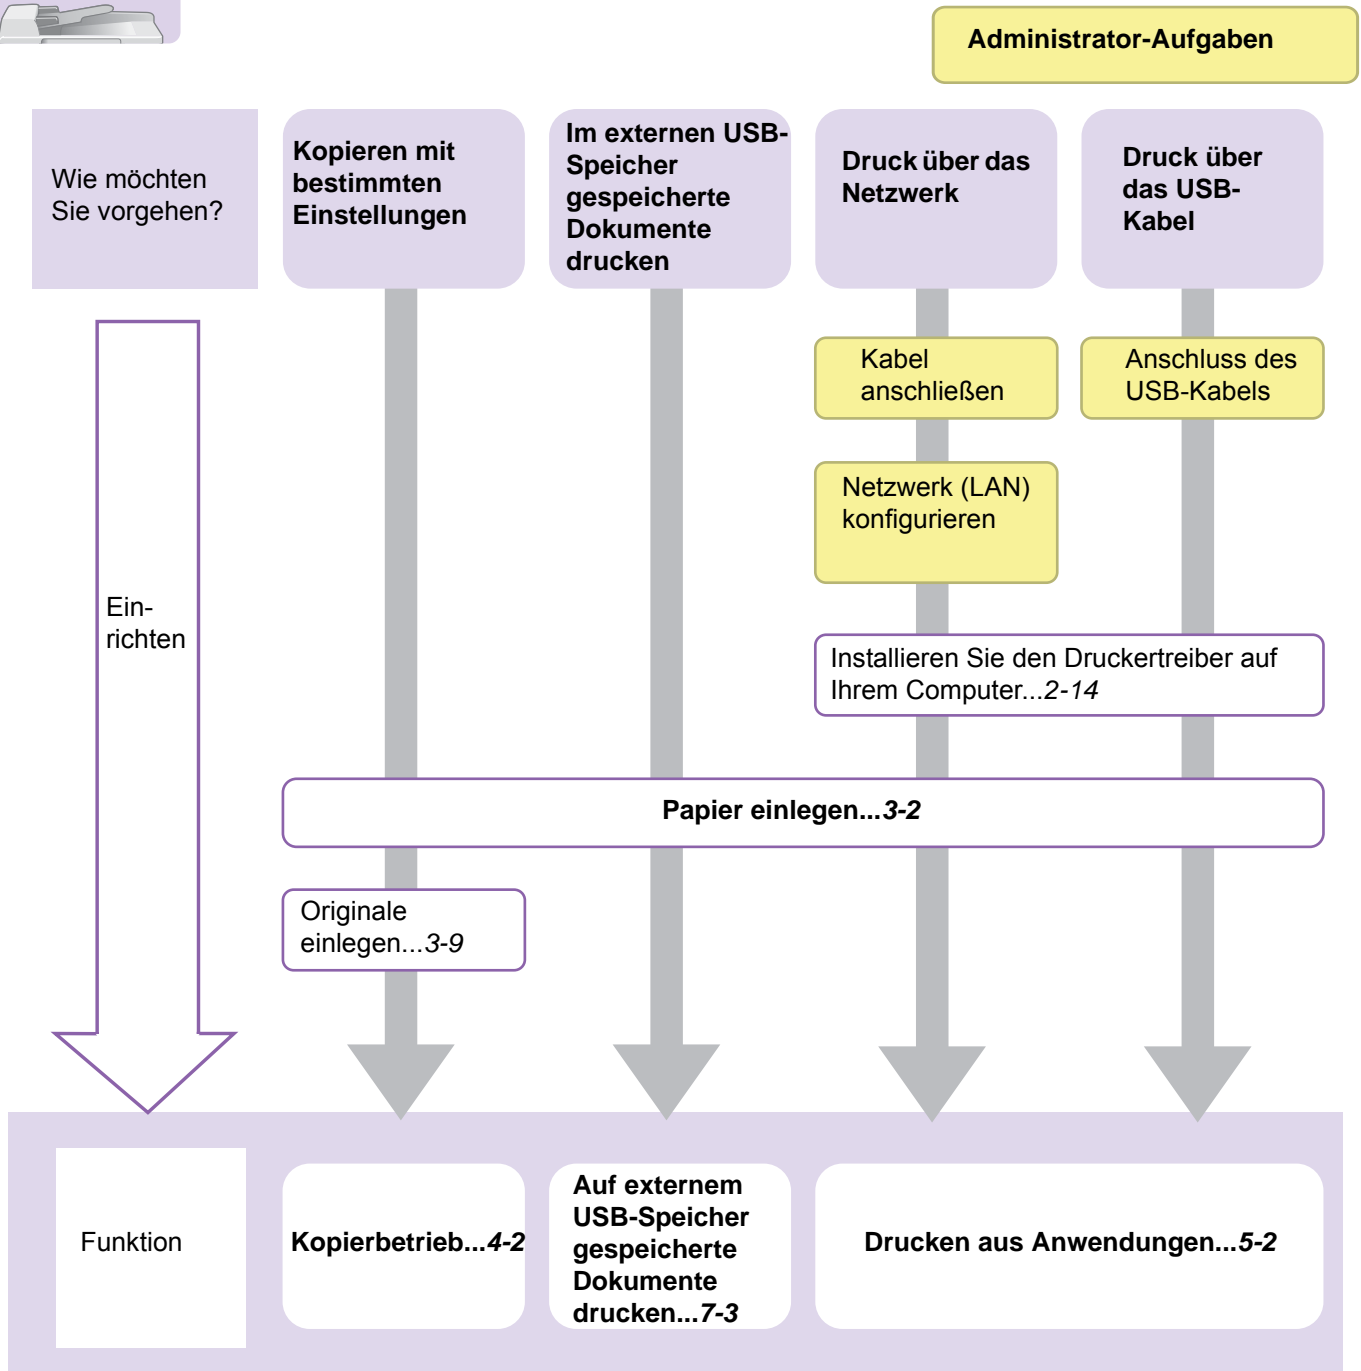 Administrator-Aufgaben
Wie möchten
Sie vorgehen?
Kopieren mit
bestimmten
Einstellungen
Im externen USB-
Speicher
gespeicherte
Dokumente
drucken
Druck über das
Netzwerk
Druck über
das USB-
Kabel
Kabel
anschließen
Anschluss des
USB-Kabels
Netzwerk (LAN)
konfigurieren
Ein-
richten
Installieren Sie den Druckertreiber auf
Ihrem Computer...2-14
Papier einlegen...3-2
Originale
einlegen...3-9
Funktion
Kopierbetrieb...4-2
Auf externem
USB-Speicher
gespeicherte
Dokumente
drucken...7-3
Drucken aus Anwendungen...5-2